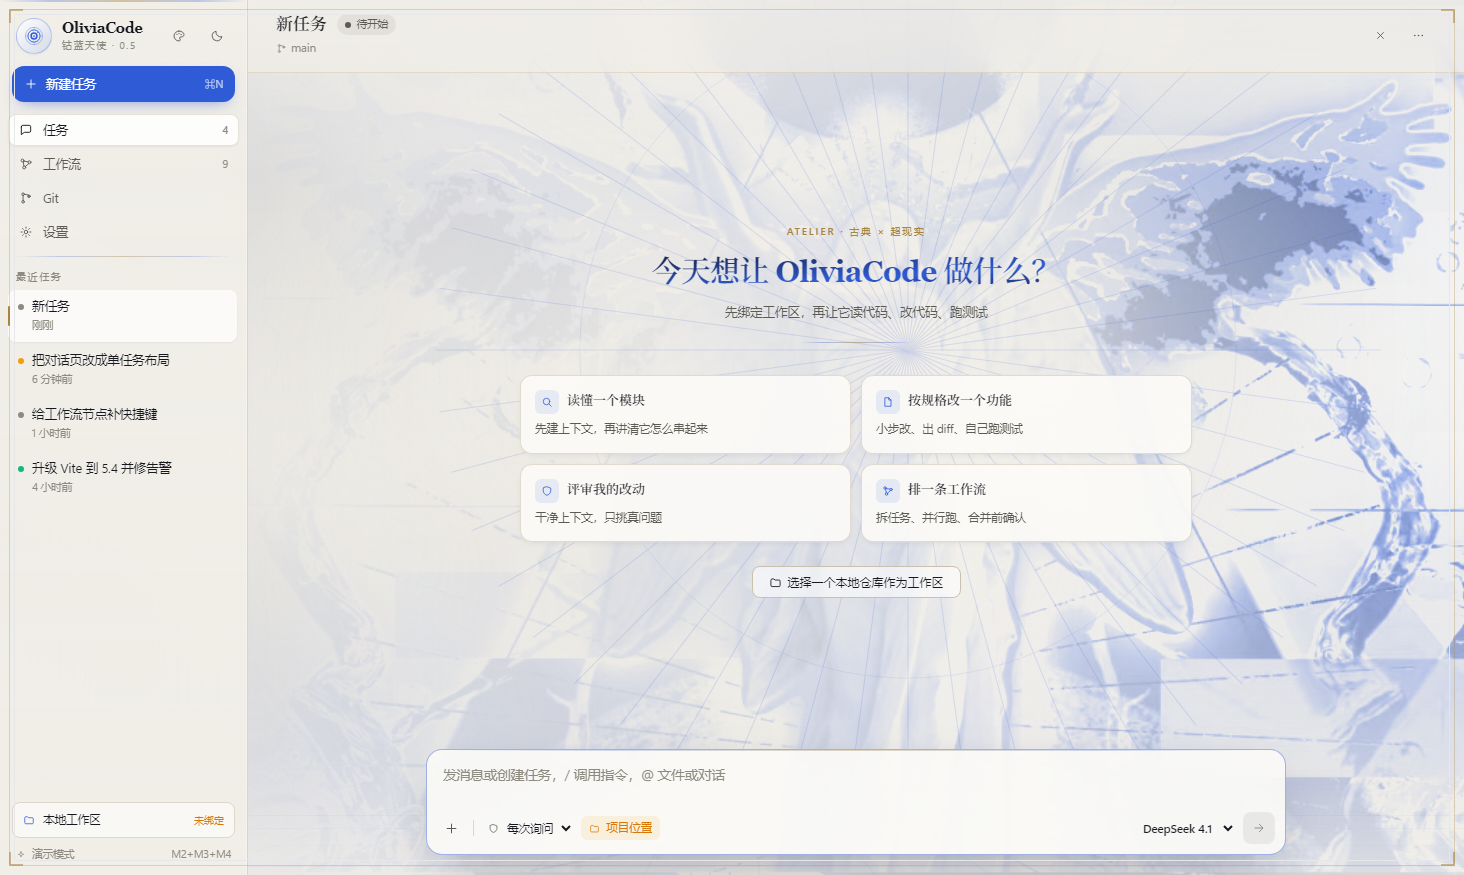 OliviaCode
钴蓝天使 · 0.5
新建任务 ⌘N
任务 4
工作流 9
Git
设置
最近任务
新任务
刚刚
把对话页改成单任务布局
6 分钟前
给工作流节点补快捷键
1 小时前
升级 Vite 到 5.4 并修告警
4 小时前
本地工作区 未绑定
演示模式 M2+M3+M4
新任务 待开始
main
ATELIER · 古典 × 超现实
今天想让 OliviaCode 做什么?
先绑定工作区，再让它读代码、改代码、跑测试
读懂一个模块
先建上下文，再讲清它怎么串起来
按规格改一个功能
小步改、出 diff、自己跑测试
评审我的改动
干净上下文，只挑真问题
排一条工作流
拆任务、并行跑、合并前确认
选择一个本地仓库作为工作区
发消息或创建任务，/ 调用指令，@ 文件或对话
每次询问 项目位置 DeepSeek 4.1